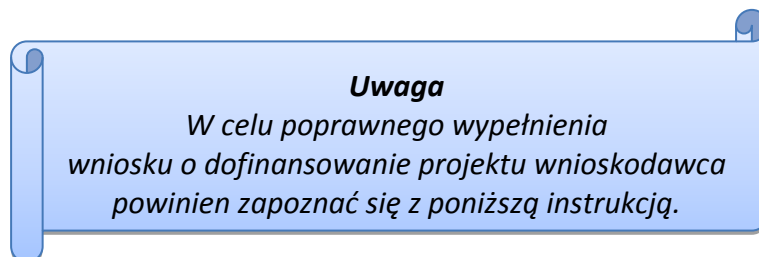 Uwaga
W celu poprawnego wypełnienia
wniosku o dofinansowanie projektu wnioskodawca
powinien zapoznać się z poniższą instrukcją.